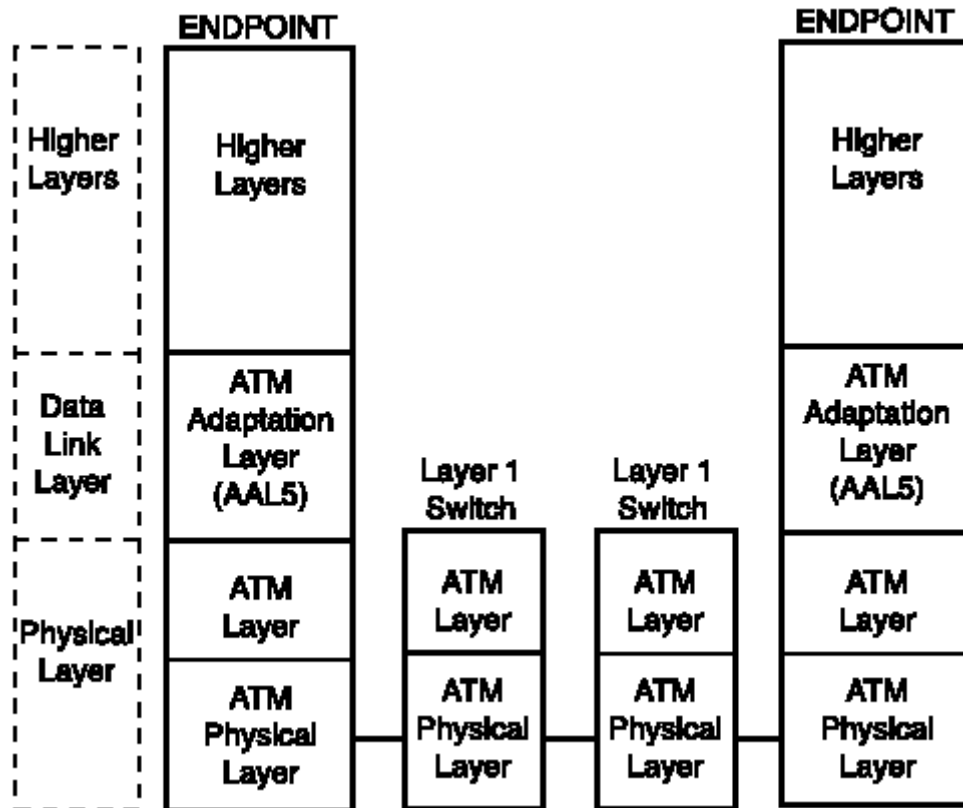 ENDPOINT
ENDPOINT
Higher
Layers
Higher
Layers
Higher
Layers
Data
Link
Layer
ATM
Adaptation
Layer
(AAL5)
Layer 1
Switch
Layer 1
Switch
ATM
Adaptation
Layer
(AAL5)
Physical
Layer
ATM
Layer
ATM
Layer
ATM
Layer
ATM
Layer
ATM
Physical
Layer
ATM
Physical
Layer
ATM
Physical
Layer
ATM
Physical
Layer